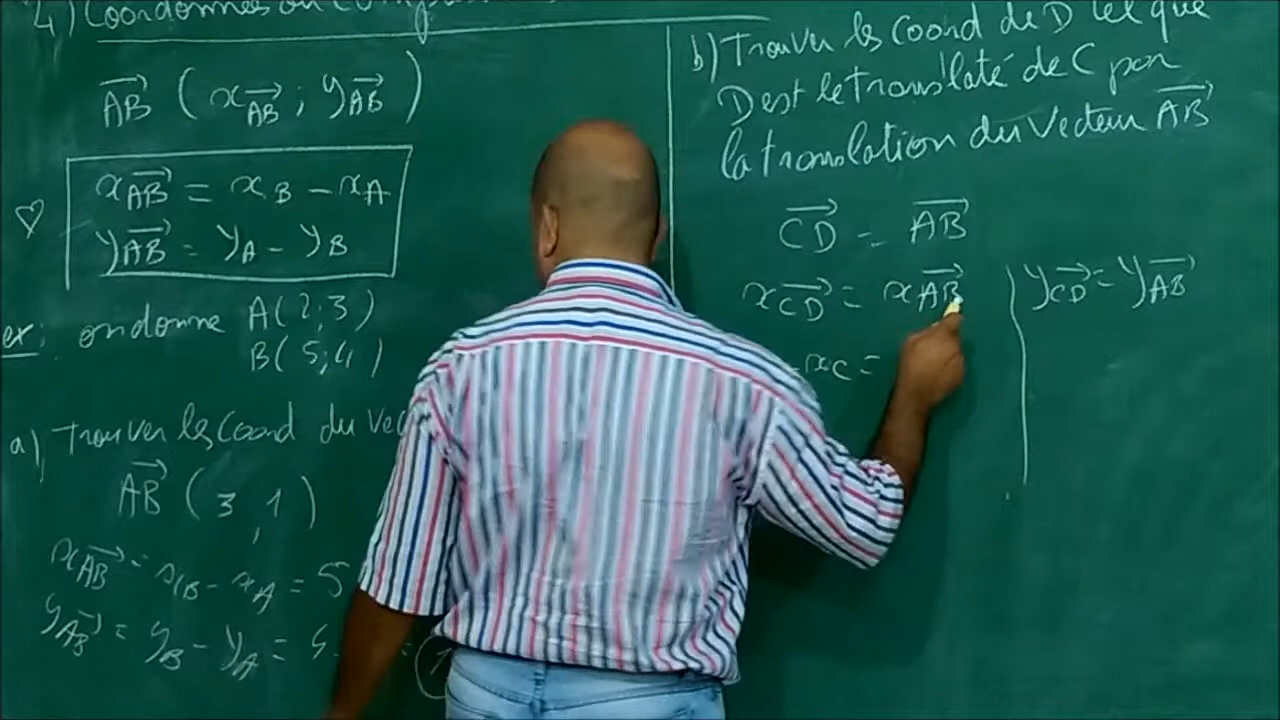 4) Coordonnées ou
AB ( xAB ; yAB )
xAB = xB - xA
yAB = yA - yB
ex: on donne A(2;3)
B(5;4)
a) Trouver les coord du Vec
AB ( 3 , 1 )
xAB = xB - xA = 5
yAB = yB - yA =
b) Trouver les coord de D tel que
D est le translaté de C par
la translation du Vecteur AB
CD = AB
xCD = xAB
yCD = yAB
- xC =